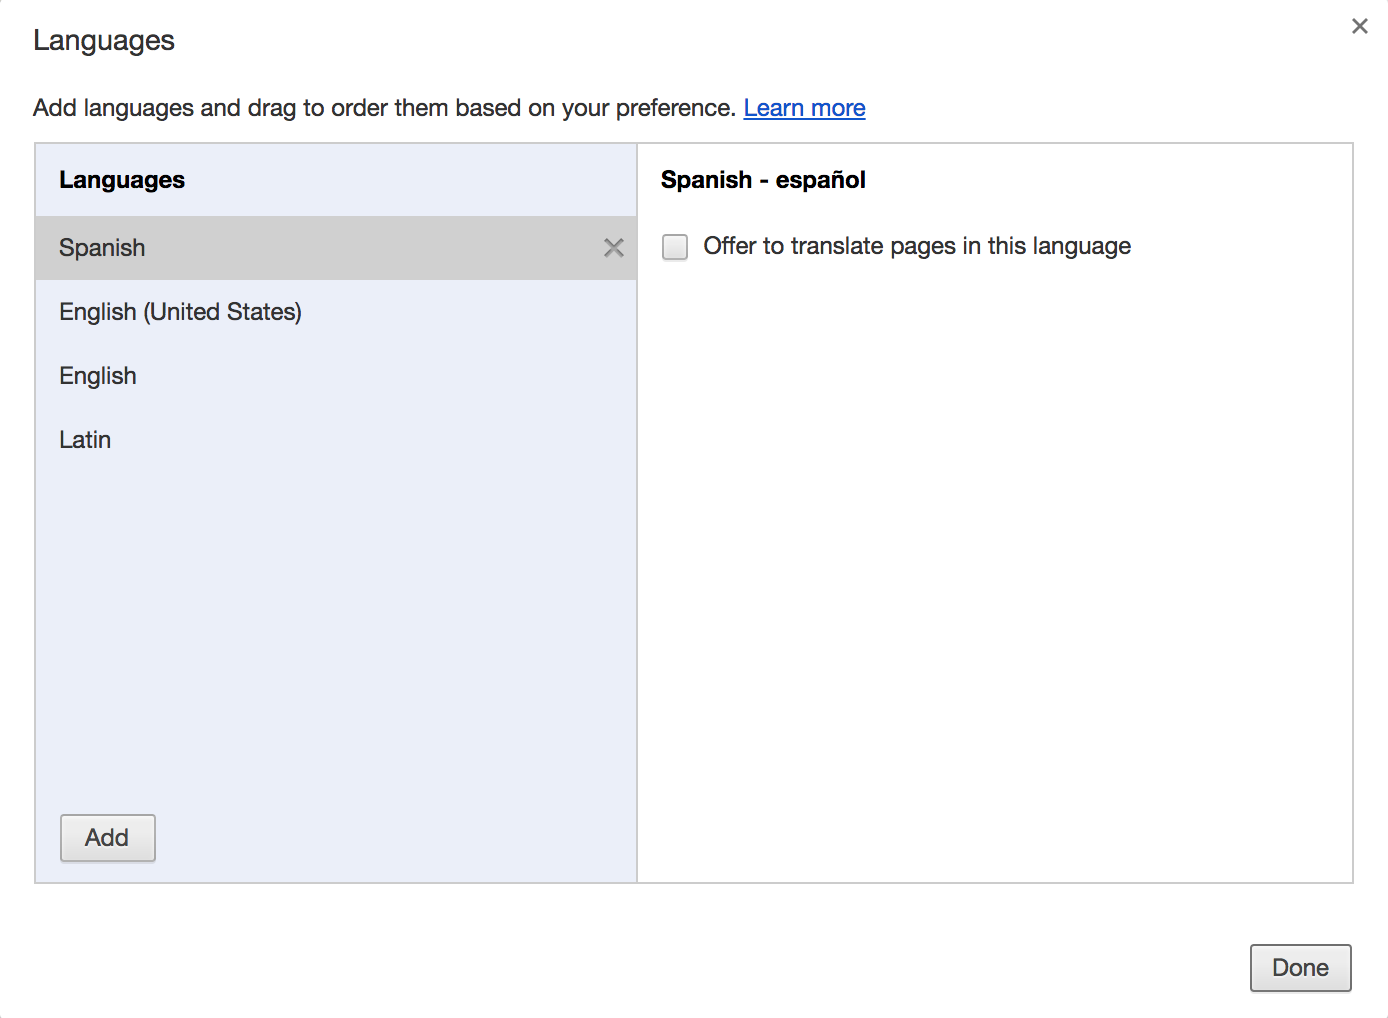 Languages
Add languages and drag to order them based on your preference. Learn more
Languages
Spanish
English (United States)
English
Latin
Add
Spanish - español
Offer to translate pages in this language
Done